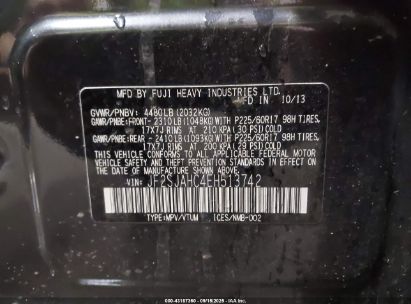 MFD BY FUJI HEAVY INDUSTRIES LTD.
IN 10/13
GVWR/PNBV: 4480LB (2032KG)
GAWR/PNBE:FRONT- 2310LB(1048KG) WITH P225/60R17 98H TIRES,
17X7J RIMS AT 210 KPA (30 PSI) COLD
GAWR/PNBE:REAR -2410LB(1093KG) WITH P225/60R17 98H TIRES,
17X7J RIMS AT 200 KPA (29 PSI) COLD
THIS VEHICLE CONFORMS TO ALL APPLICABLE FEDERAL MOTOR VEHICLE
SAFETY AND THEFT PREVENTION STANDARDS IN EFFECT ON THE
DATE OF MANUFACTURE SHOWN ABOVE.
VIN: JF2SJAHC4EH513742
TYPE:MPV/VTUM ICES/NMB-002